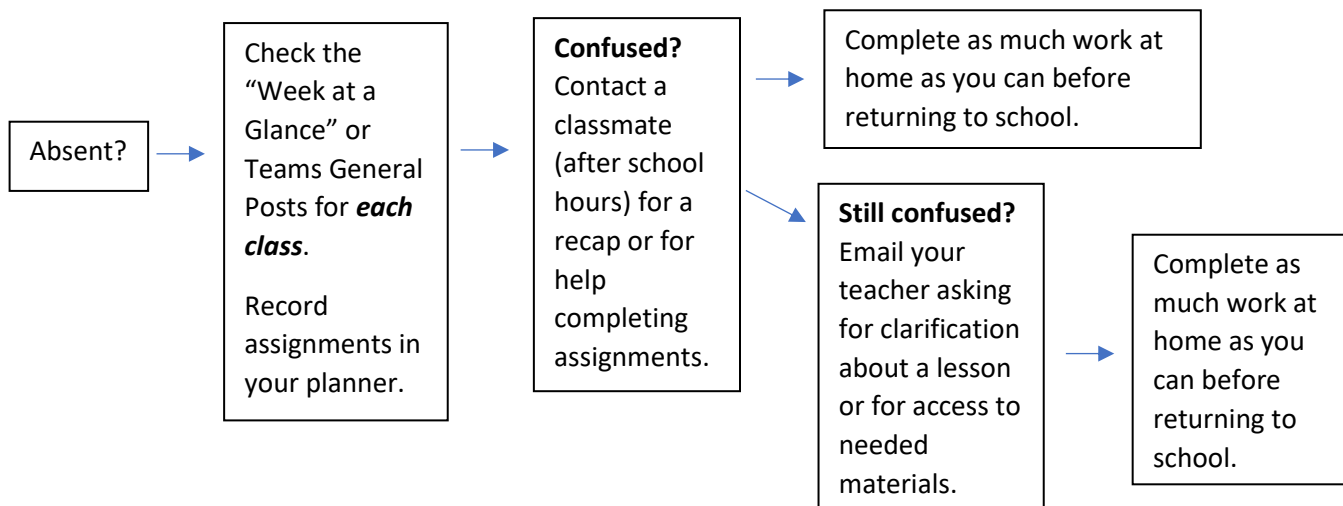 Absent?
Check the
“Week at a
Glance” or
Teams General
Posts for each
class.
Record
assignments in
your planner.
Confused?
Contact a
classmate
(after school
hours) for a
recap or for
help
completing
assignments.
Complete as much work at
home as you can before
returning to school.
Still confused?
Email your
teacher asking
for clarification
about a lesson
or for access to
needed
materials.
Complete as
much work at
home as you
can before
returning to
school.